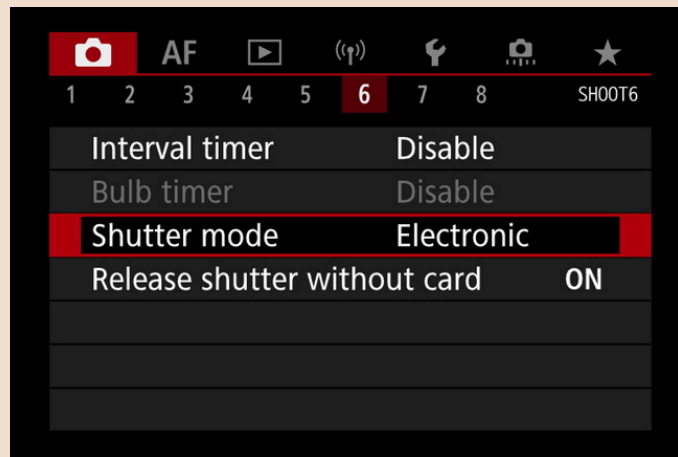 AF
1 2 3 4 5 6 7 8 SHOOT6
Interval timer Disable
Bulb timer Disable
Shutter mode Electronic
Release shutter without card ON